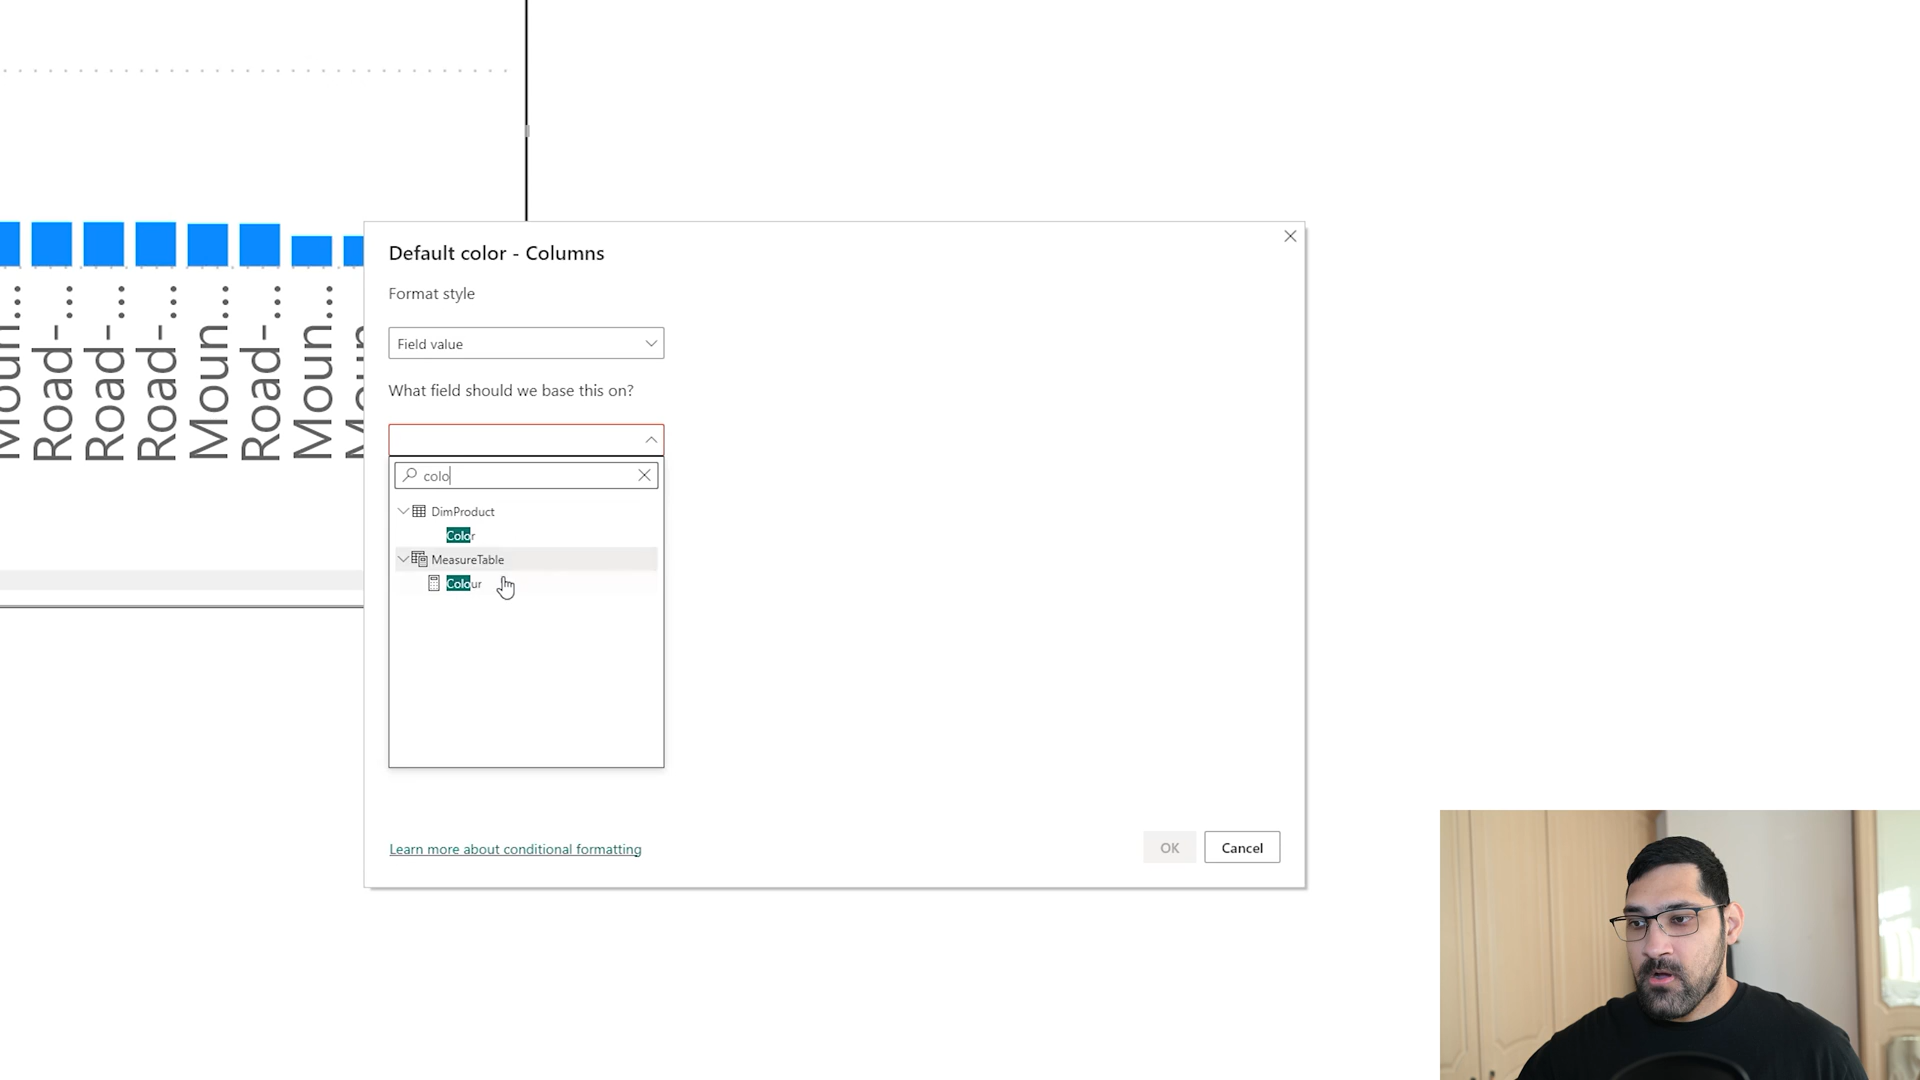 Moun...
Road-...
Road-...
Road-...
Moun...
Road-...
Moun...
Default color - Columns
Format style
Field value
What field should we base this on?
colo
DimProduct
Color
MeasureTable
Colour
Learn more about conditional formatting
OK
Cancel